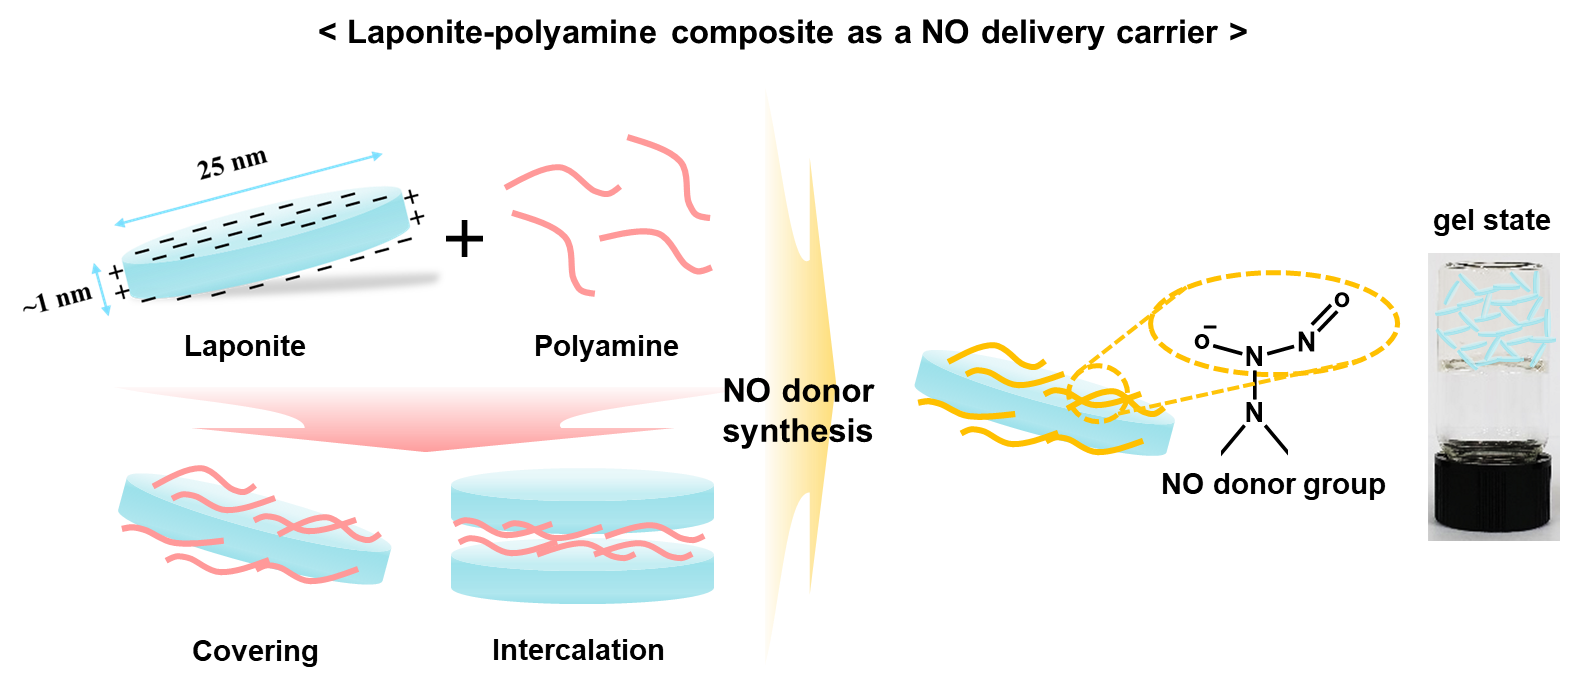 < Laponite-polyamine composite as a NO delivery carrier >
25 nm
~1 nm
+
Laponite
Polyamine
Covering
Intercalation
NO donor
synthesis
O
−
N
N
O
N
NO donor group
gel state